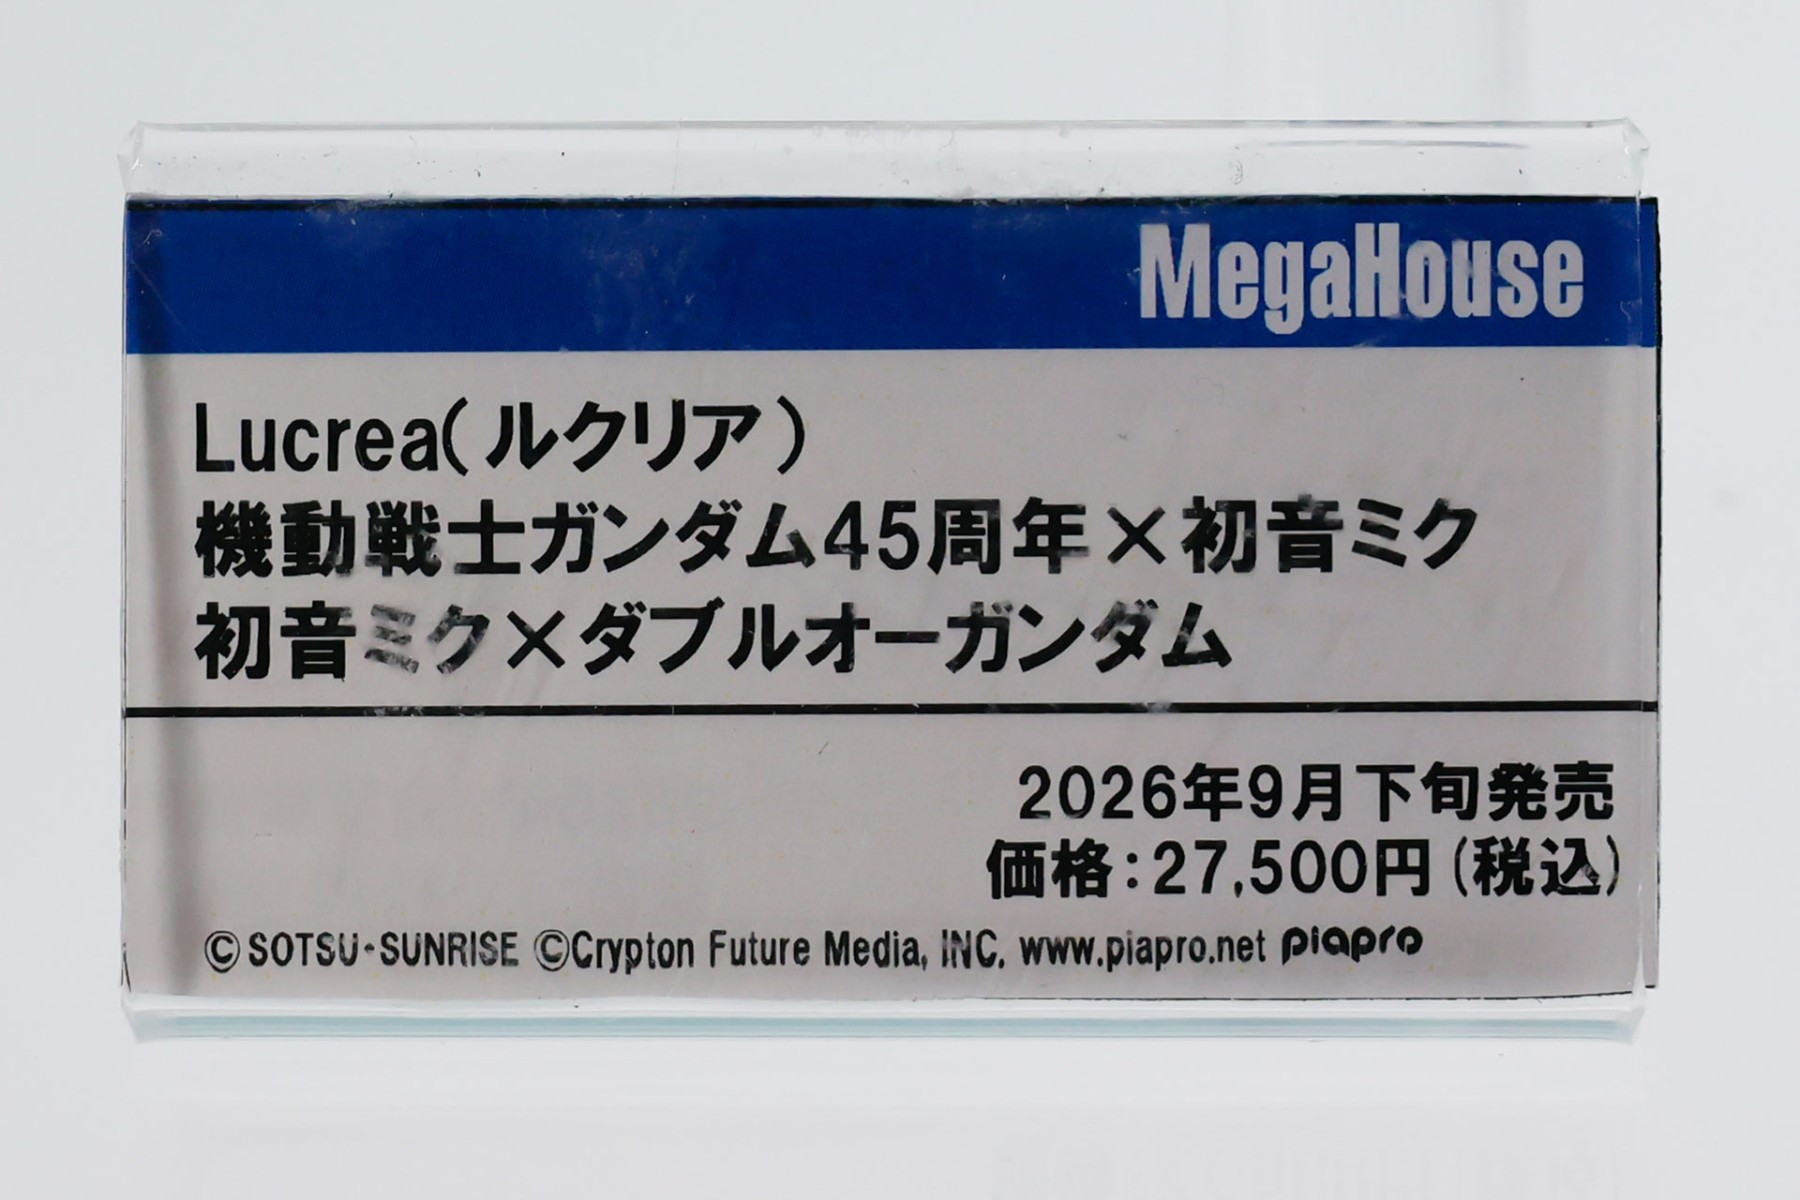 MegaHouse
Lucrea(ルクリア)
機動戦士ガンダム45周年×初音ミク
初音ミク×ダブルオーガンダム
2026年9月下旬発売
価格:27,500円(税込)
©SOTSU・SUNRISE ©Crypton Future Media, INC. www.piapro.net piapro